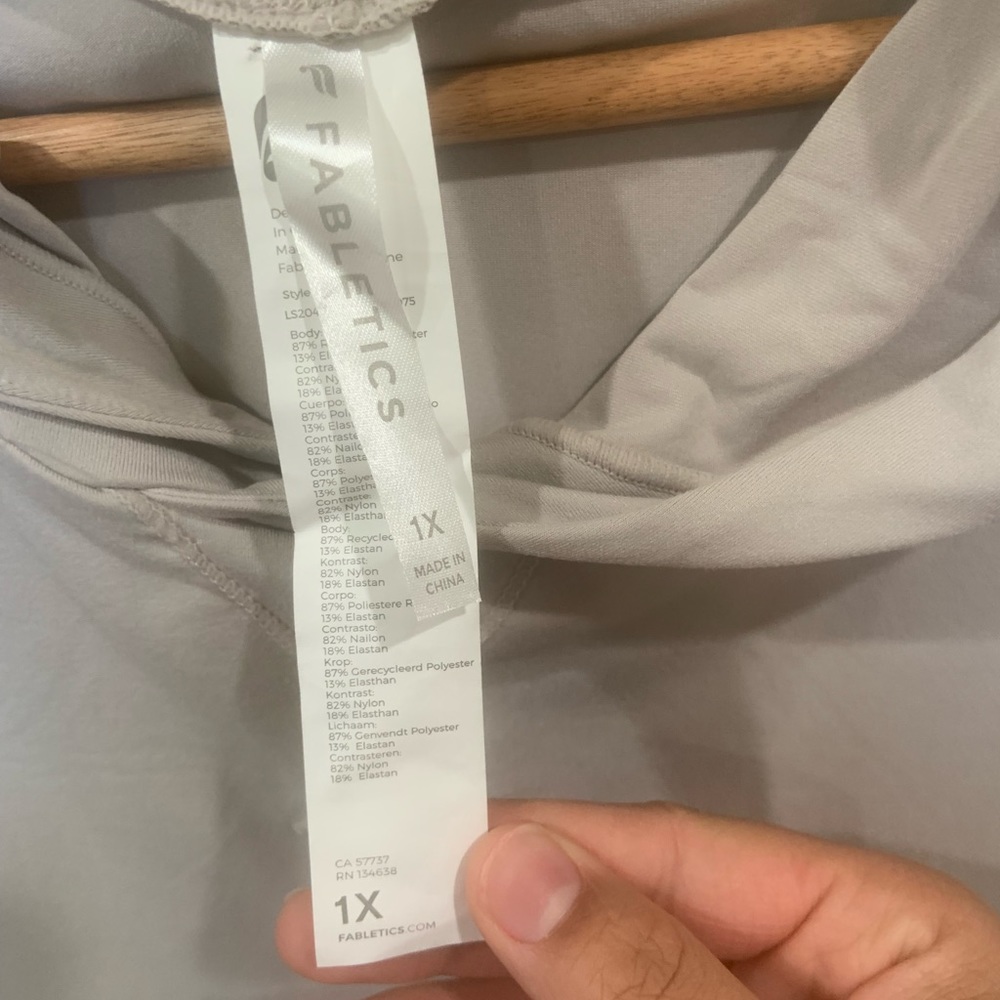 FABLETICS
1X
MADE IN
CHINA
In
Style
LS204
Body:
87%
13%
82%
18%
Cuerpo:
87%
13%
82%
18%
Corps:
87%
13%
Contraste:
82% Nylon
18%
Body:
87%
13% Elastan
Kontrast:
82% Nylon
18% Elastan
Corpo:
87% Poliestere R
13% Elastan
Contrasto:
82% Nailon
18% Elastan
Krop:
87% Gerecycleerd Polyester
13% Elasthan
Kontrast:
82% Nylon
18% Elasthan
Lichaam:
87% Genvendt Polyester
13% Elastan
Contrasteren:
82% Nylon
18% Elastan
CA 57737
RN 134638
1X
FABLETICS.COM